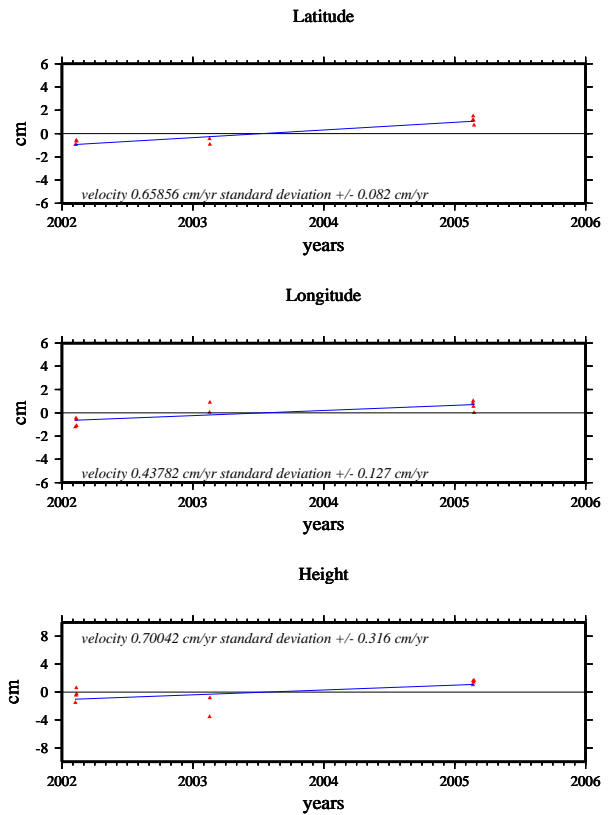 Latitude
6
4
2
0
-2
-4
-6
cm
velocity 0.65856 cm/yr standard deviation +/- 0.082 cm/yr
2002 2003 2004 2005 2006
years
Longitude
6
4
2
0
-2
-4
-6
cm
velocity 0.43782 cm/yr standard deviation +/- 0.127 cm/yr
2002 2003 2004 2005 2006
years
Height
8
4
0
-4
-8
cm
velocity 0.70042 cm/yr standard deviation +/- 0.316 cm/yr
2002 2003 2004 2005 2006
years